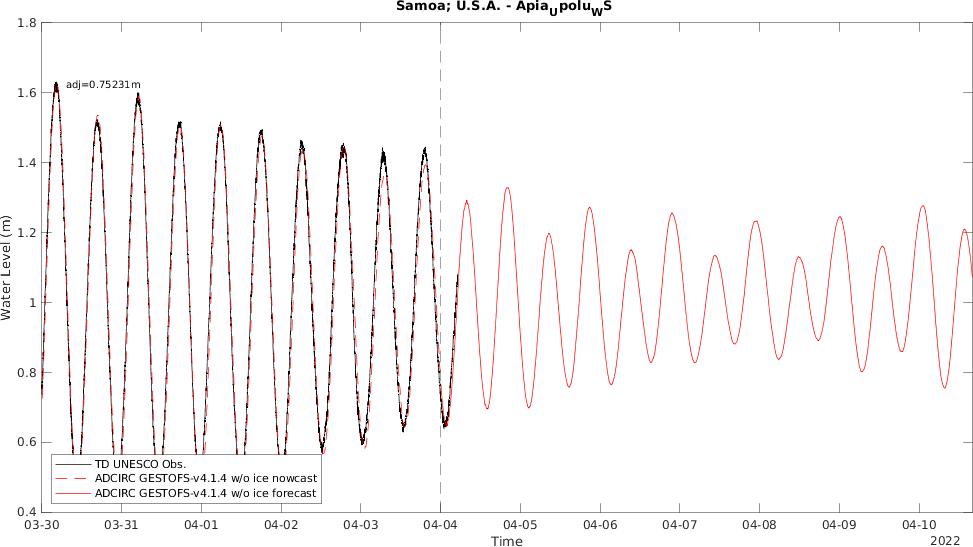 Samoa; U.S.A. - ApiaUpoluWS
1.8
1.6
1.4
1.2
1
0.8
0.6
0.4
Water Level (m)
adj=0.75231m
TD UNESCO Obs.
ADCIRC GESTOFS-v4.1.4 w/o ice nowcast
ADCIRC GESTOFS-v4.1.4 w/o ice forecast
03-30 03-31 04-01 04-02 04-03 04-04 04-05 04-06 04-07 04-08 04-09 04-10
Time
2022